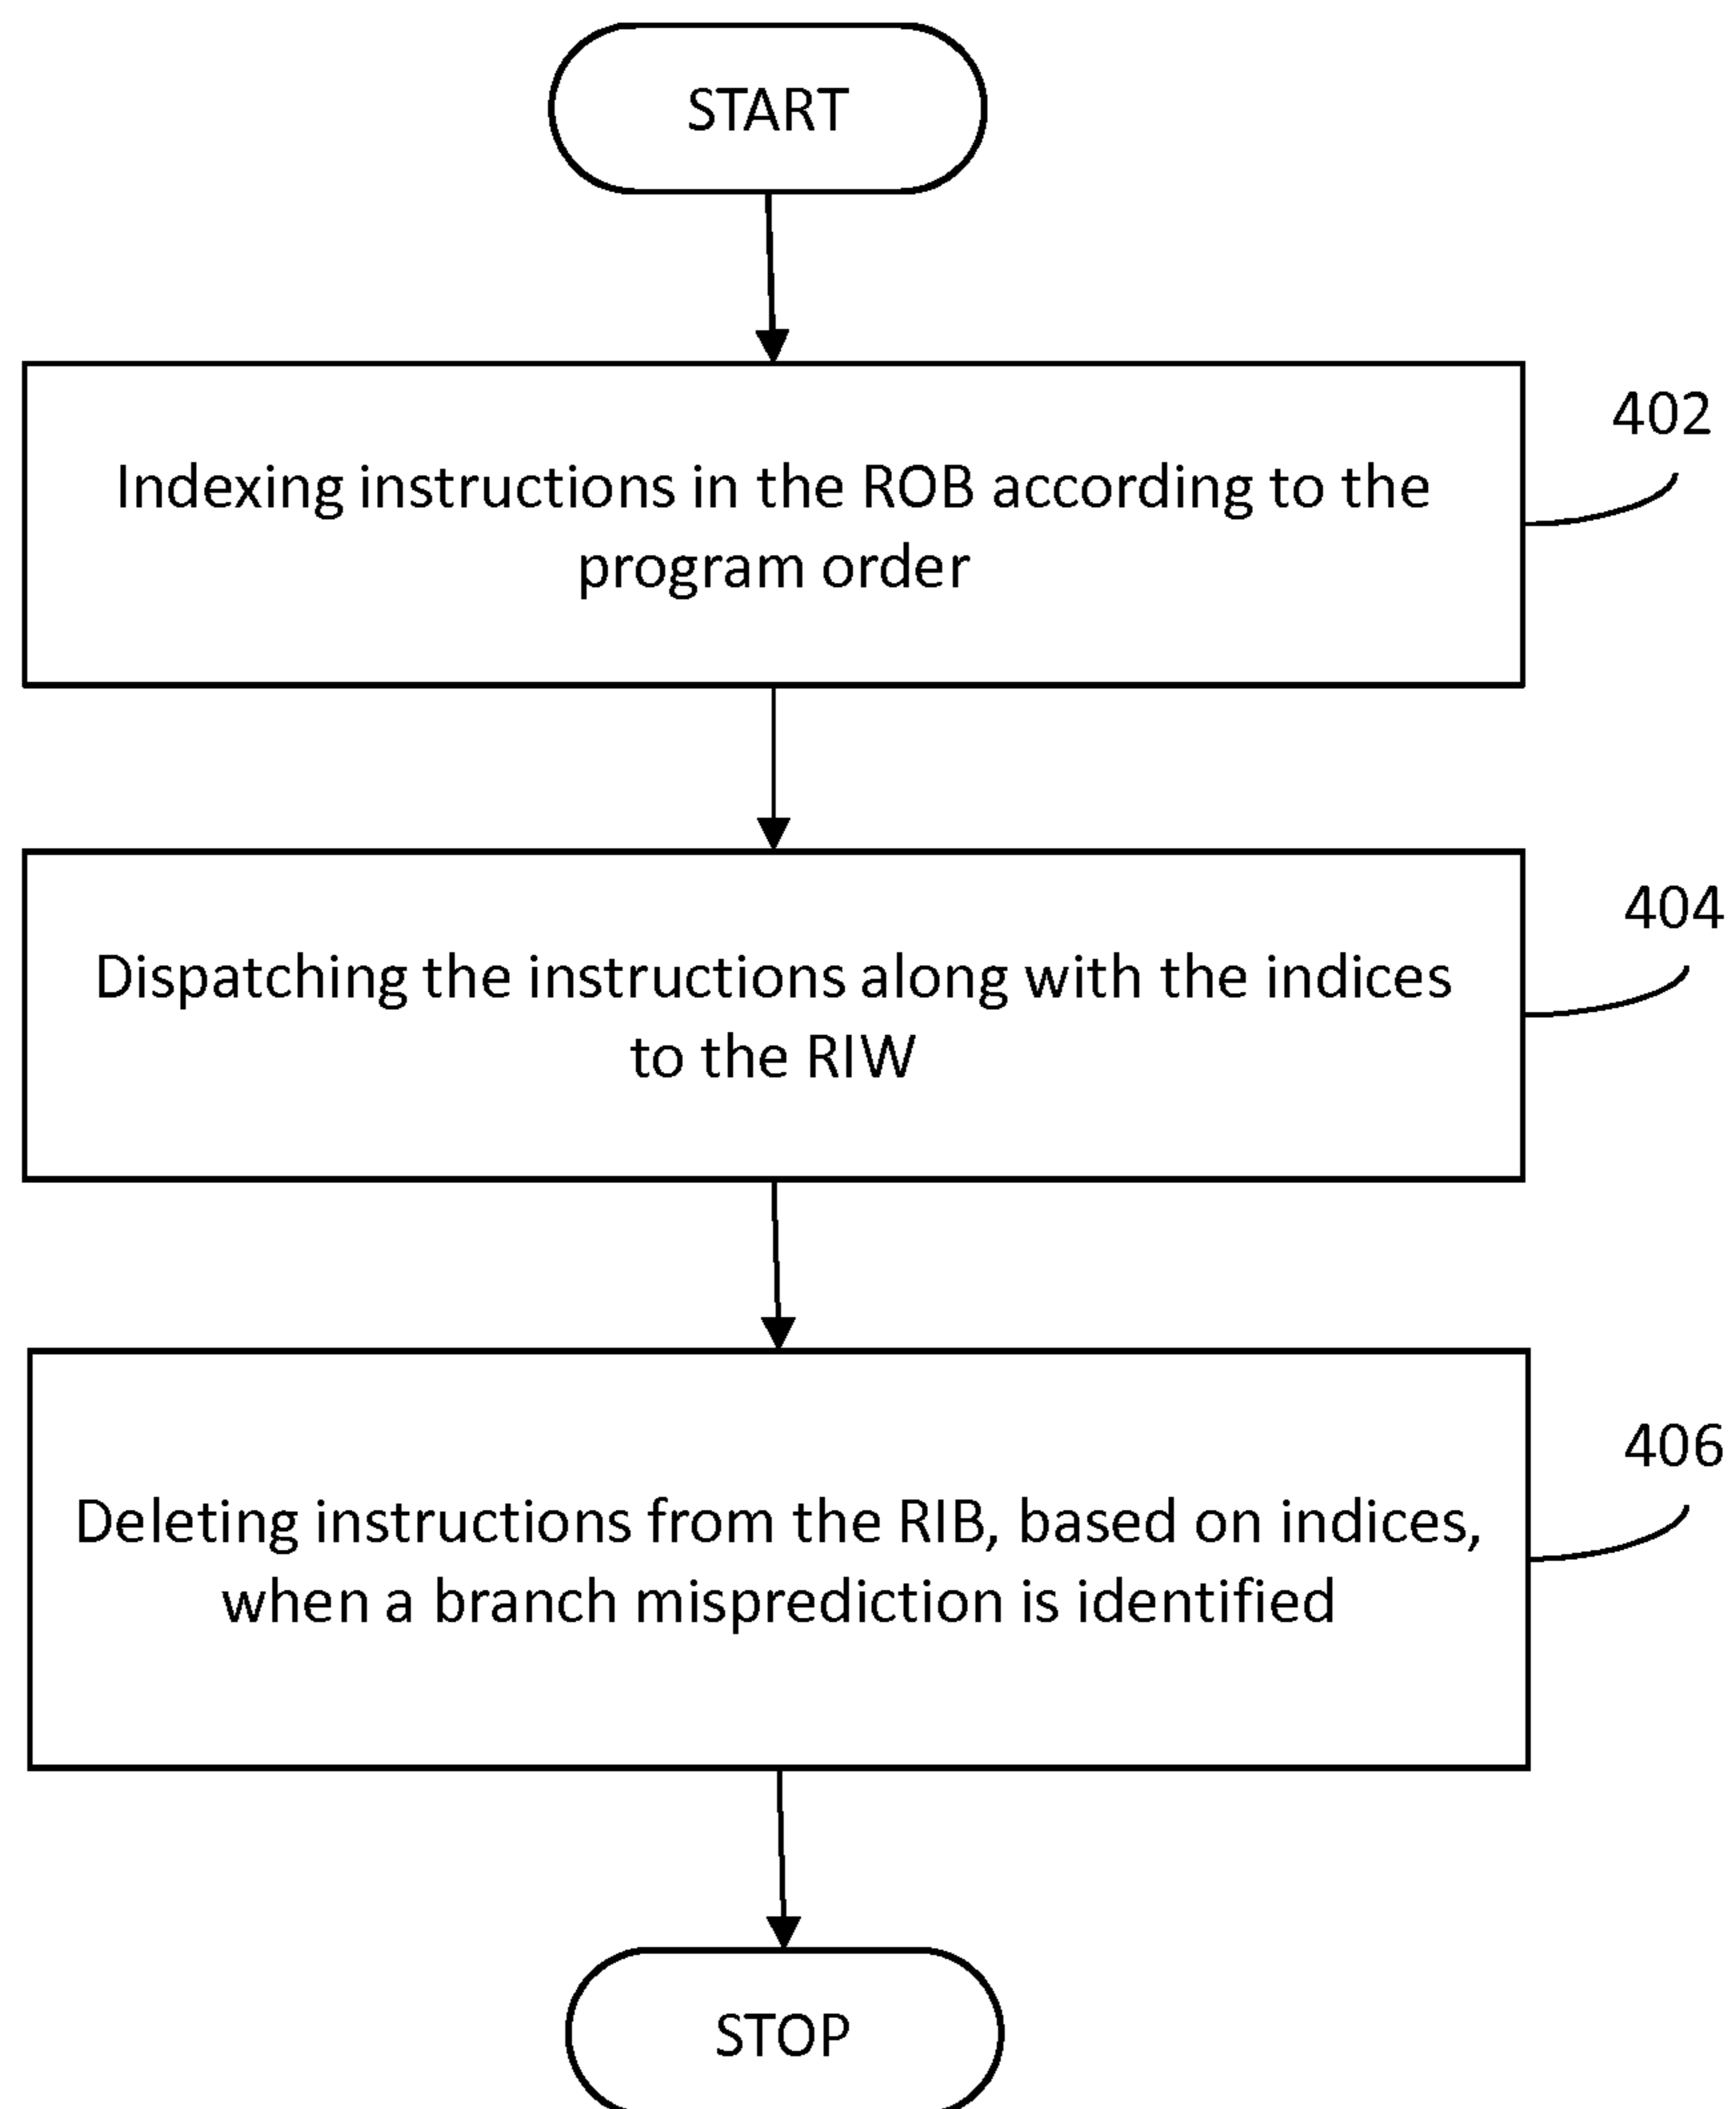 START
402
Indexing instructions in the ROB according to the
program order
404
Dispatching the instructions along with the indices
to the RIW
406
Deleting instructions from the RIB, based on indices,
when a branch misprediction is identified
STOP